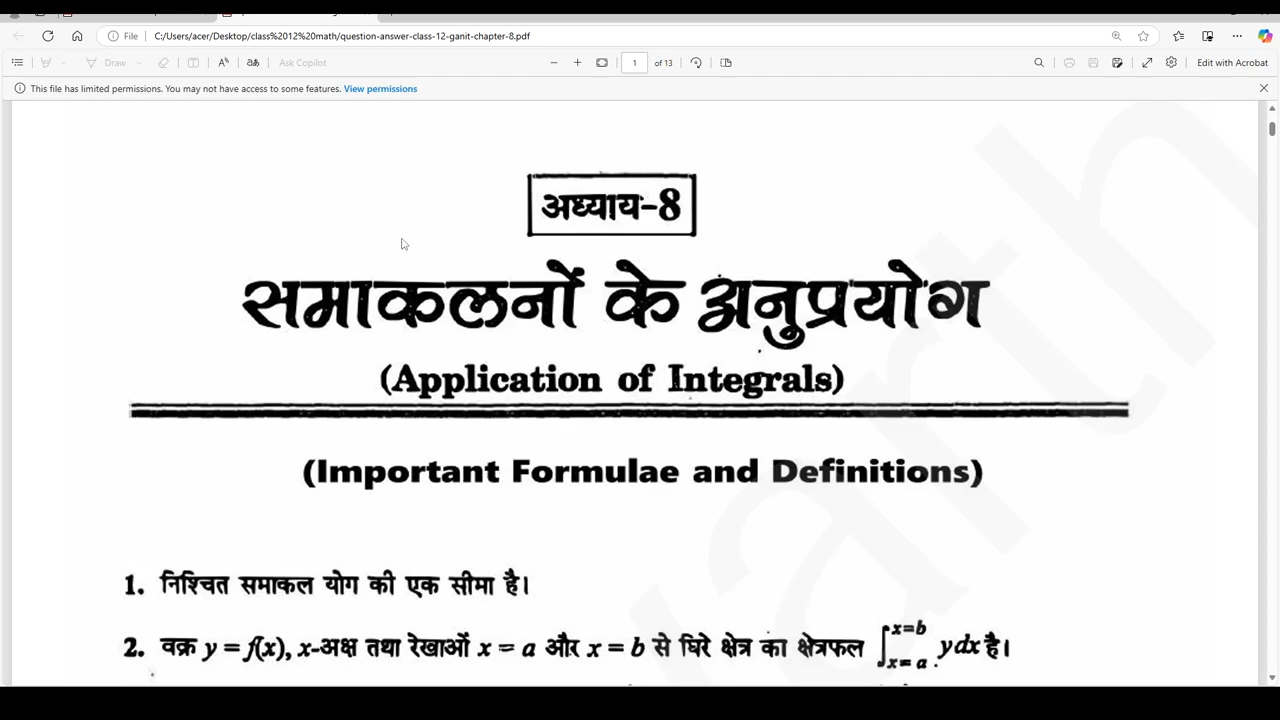 File C:/Users/acer/Desktop/class%2012%20math/question-answer-class-12-ganit-chapter-8.pdf
Draw Ask Copilot 1 of 13 Edit with Acrobat
This file has limited permissions. You may not have access to some features. View permissions
अध्याय-8
समाकलनों के अनुप्रयोग
(Application of Integrals)
(Important Formulae and Definitions)
1. निश्चित समाकल योग की एक सीमा है।
2. वक्र y = f(x), x-अक्ष तथा रेखाओं x = a और x = b से घिरे क्षेत्र का क्षेत्रफल ∫_{x=a}^{x=b} y dx है।